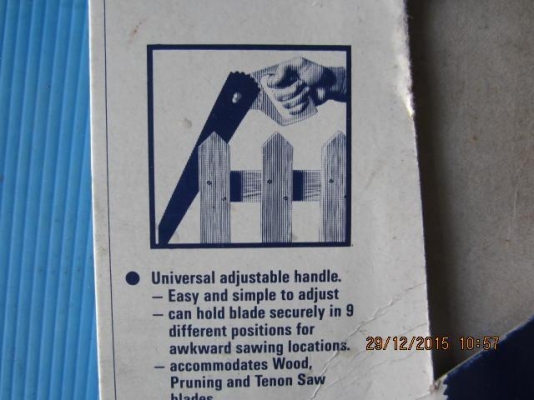 ● Universal adjustable handle.
– Easy and simple to adjust
– can hold blade securely in 9
different positions for
awkward sawing locations.
– accommodates Wood,
Pruning and Tenon Saw
blades
29/12/2015 10:57